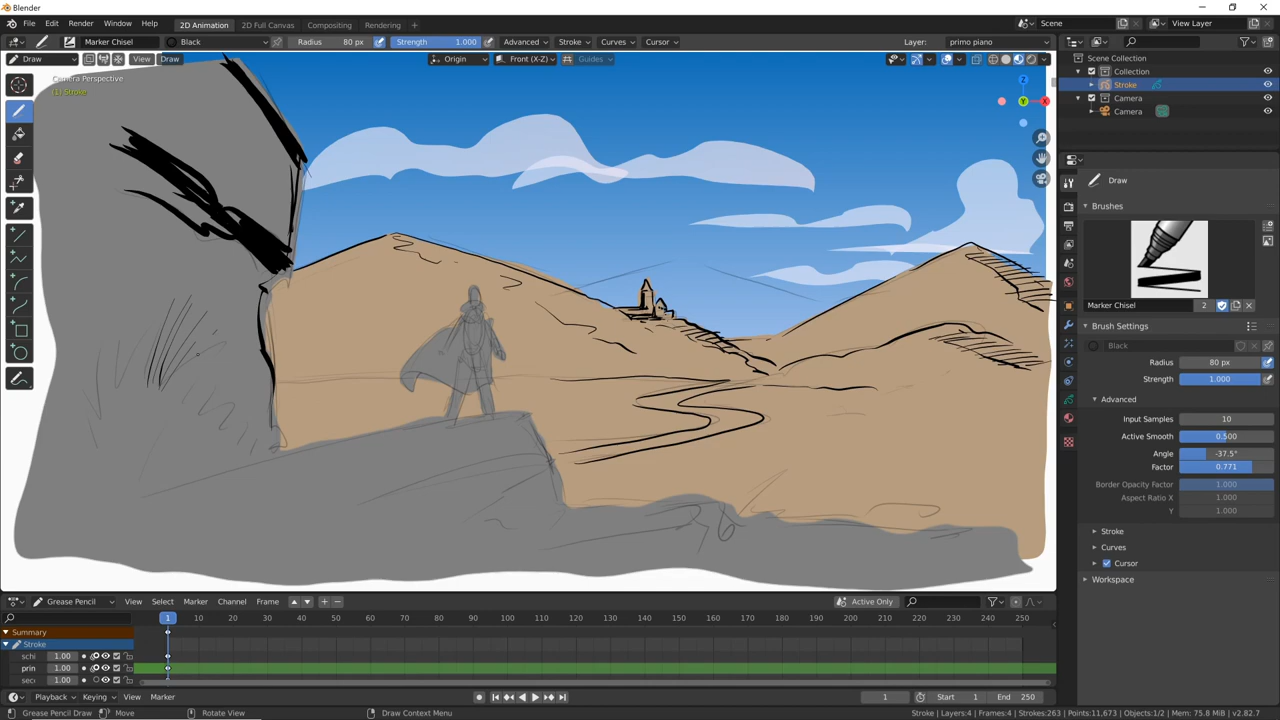 Blender
File Edit Render Window Help 2D Animation 2D Full Canvas Compositing Rendering + Scene View Layer
Marker Chisel Black Radius 80 px Strength 1.000 Advanced Stroke Curves Cursor Layer: primo piano
Draw View Draw Origin Front (X-Z) Guides
Camera Perspective
(1) Stroke
Z
Y
X
Scene Collection
Collection
Stroke
Camera
Camera
Draw
Brushes
Marker Chisel 2
Brush Settings
Black
Radius 80 px
Strength 1.000
Advanced
Input Samples 10
Active Smooth 0.500
Angle -37.5°
Factor 0.771
Border Opacity Factor 1.000
Aspect Ratio X 1.000
Y 1.000
Stroke
Curves
Cursor
Workspace
Grease Pencil View Select Marker Channel Frame Active Only
1 10 20 30 40 50 60 70 80 90 100 110 120 130 140 150 160 170 180 190 200 210 220 230 240 250
Summary
Stroke
schi 1.00
prin 1.00
sec 1.00
Playback Keying View Marker 1 Start 1 End 250
Grease Pencil Draw Move Rotate View Draw Context Menu Stroke | Layers:4 | Frames:4 | Strokes:263 | Points:11,673 | Objects:1/2 | Mem: 75.8 MiB | v2.82.7